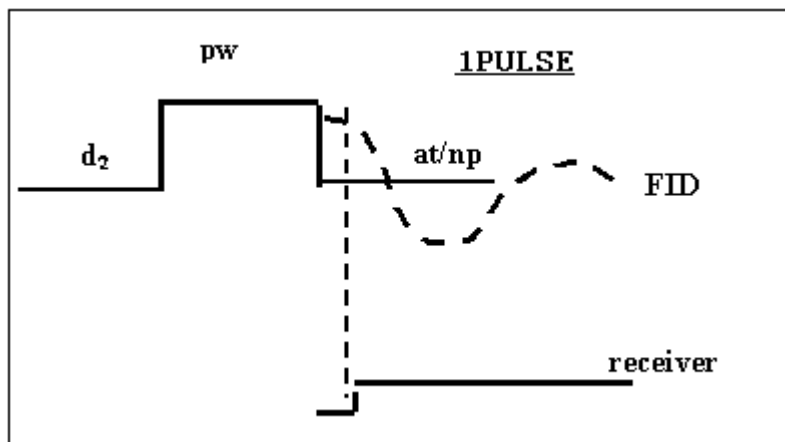 pw
1PULSE
d₂
at/np
FID
receiver